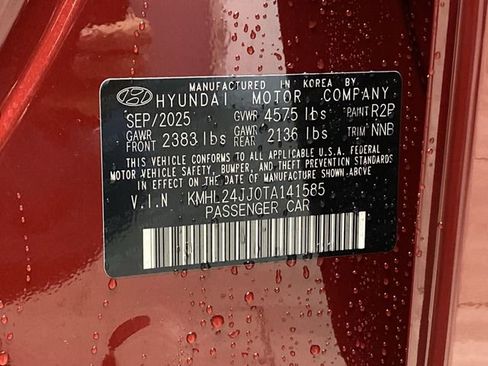 MANUFACTURED IN KOREA BY
HYUNDAI MOTOR COMPANY
SEP/2025 GVWR 4575 lbs PAINT R2P
GAWR FRONT 2383 lbs GAWR REAR 2136 lbs TRIM NNB
THIS VEHICLE CONFORMS TO ALL APPLICABLE U.S.A. FEDERAL
MOTOR VEHICLE SAFETY, BUMPER, AND THEFT PREVENTION STANDARDS
IN EFFECT ON THE DATE OF MANUFACTURE SHOWN ABOVE.
V.I.N KMHL24JJ0TA141585
PASSENGER CAR